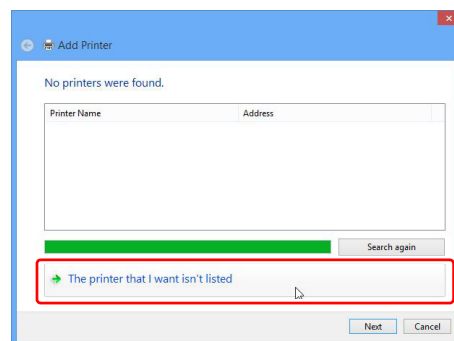 Add Printer
No printers were found.
Printer Name Address
Search again
The printer that I want isn't listed
Next Cancel